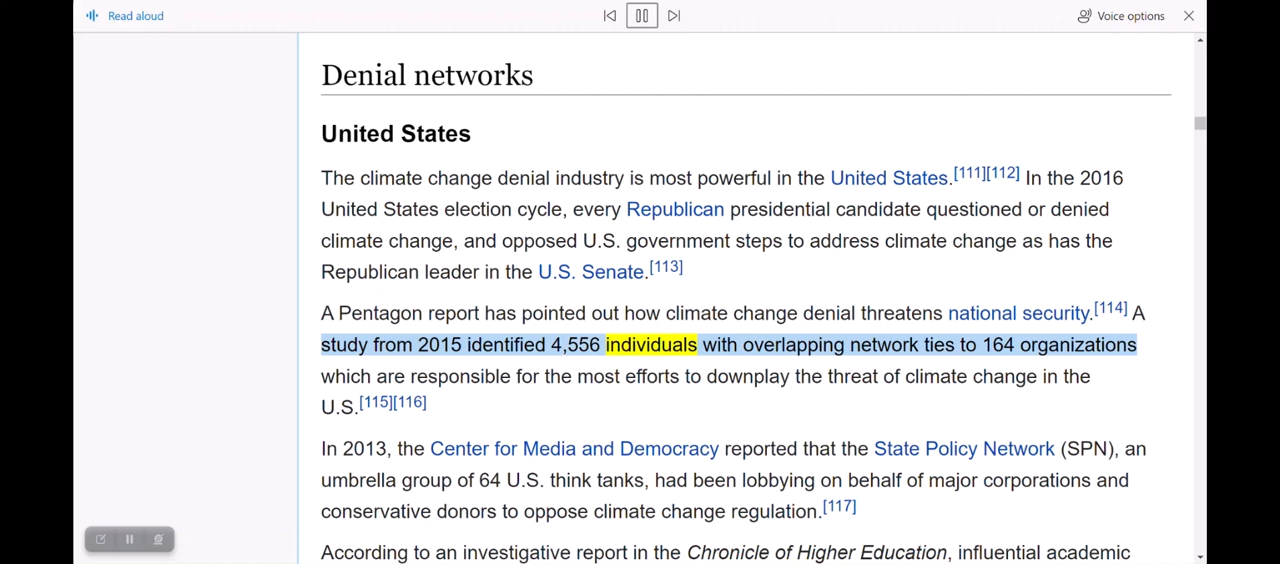 Read aloud
Voice options
Denial networks
United States
The climate change denial industry is most powerful in the United States.[111][112] In the 2016
United States election cycle, every Republican presidential candidate questioned or denied
climate change, and opposed U.S. government steps to address climate change as has the
Republican leader in the U.S. Senate.[113]
A Pentagon report has pointed out how climate change denial threatens national security.[114] A
study from 2015 identified 4,556 individuals with overlapping network ties to 164 organizations
which are responsible for the most efforts to downplay the threat of climate change in the
U.S.[115][116]
In 2013, the Center for Media and Democracy reported that the State Policy Network (SPN), an
umbrella group of 64 U.S. think tanks, had been lobbying on behalf of major corporations and
conservative donors to oppose climate change regulation.[117]
According to an investigative report in the Chronicle of Higher Education, influential academic